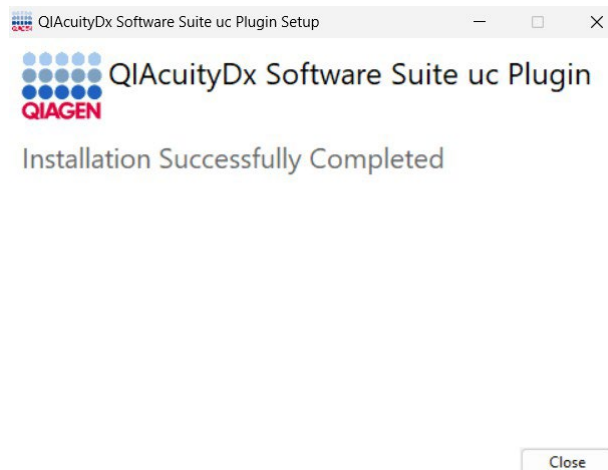 QIAcuityDx Software Suite uc Plugin Setup
QIAcuityDx Software Suite uc Plugin
QIAGEN
Installation Successfully Completed
Close